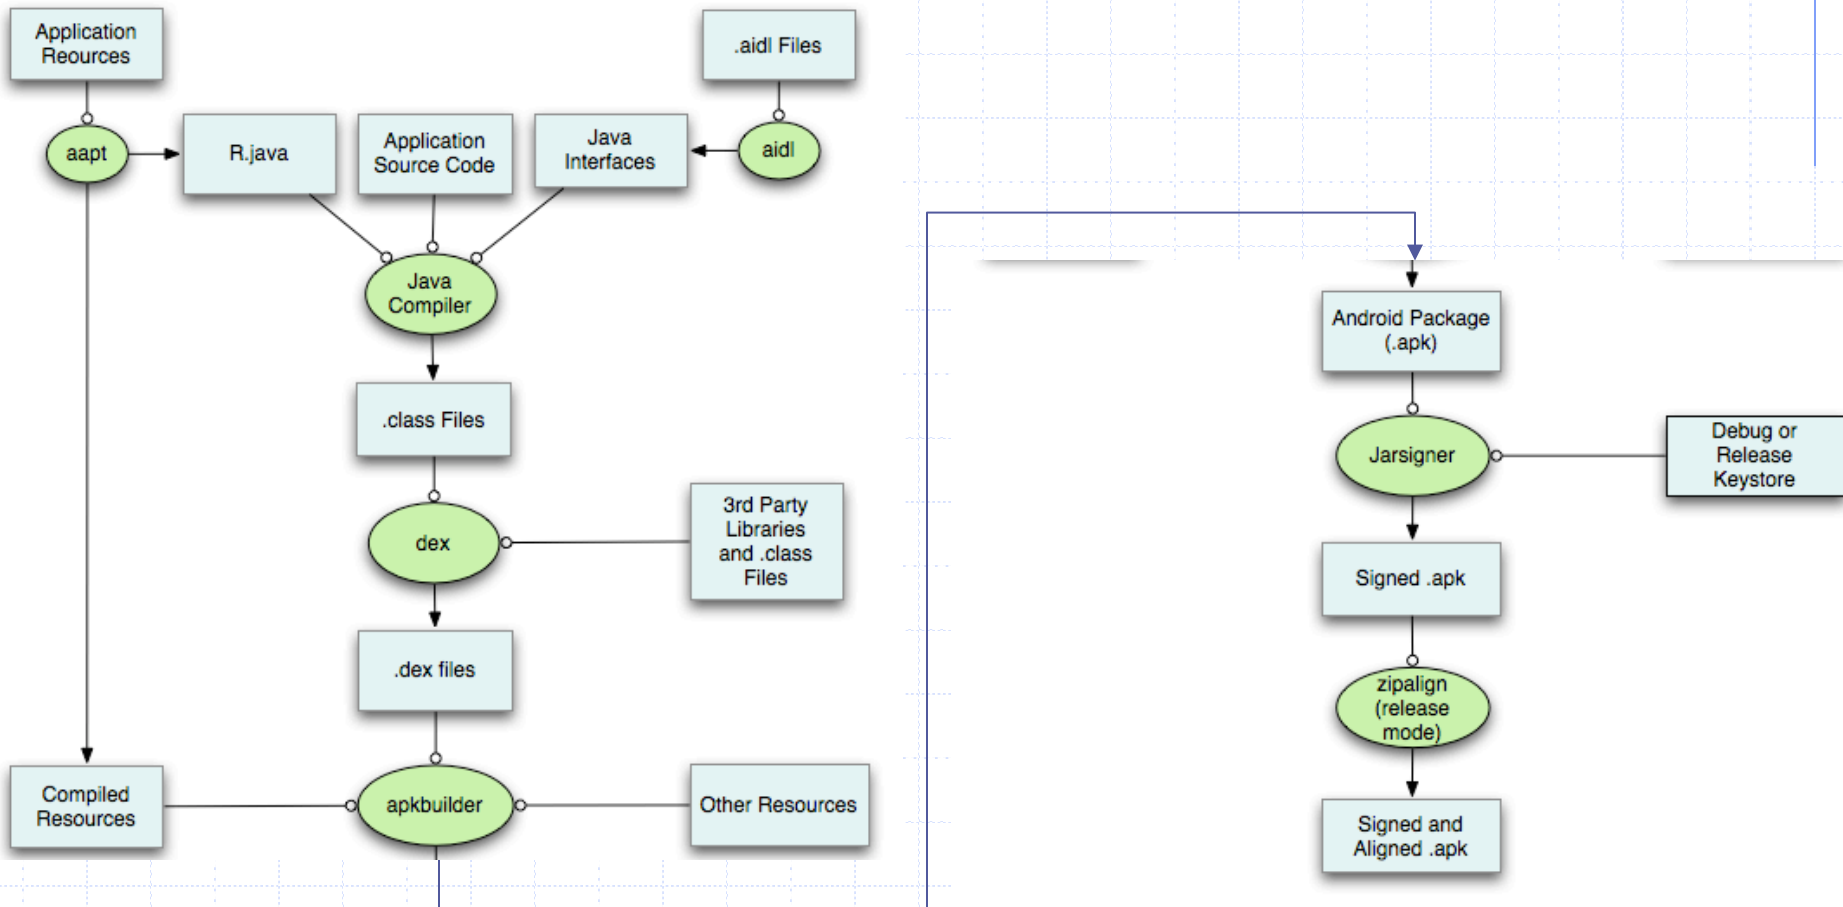 Application
Reources
.aidl Files
aapt
R.java
Application
Source Code
Java
Interfaces
aidl
Java
Compiler
.class Files
dex
3rd Party
Libraries
and .class
Files
.dex files
Compiled
Resources
apkbuilder
Other Resources
Android Package
(.apk)
Jarsigner
Debug or
Release
Keystore
Signed .apk
zipalign
(release
mode)
Signed and
Aligned .apk